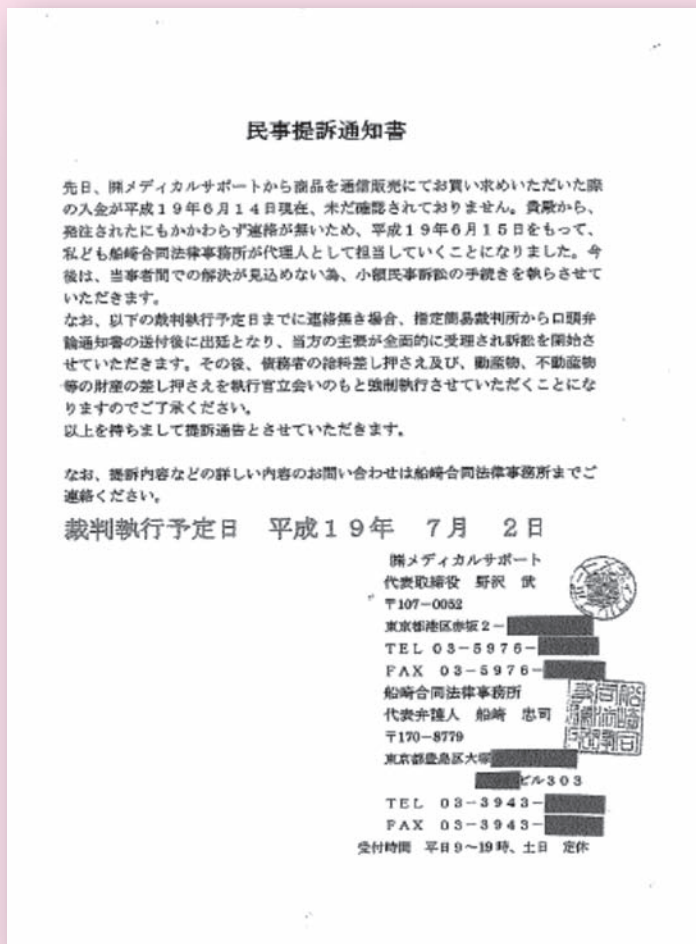 民事提訴通知書
先日、㈱メディカルサポートから商品を通信販売にてお買い求めいただいた際
の入金が平成19年6月14日現在、未だ確認されておりません。貴殿から、
発注されたにもかかわらず連絡が無いため、平成19年6月15日をもって、
私ども船崎合同法律事務所が代理人として担当していくことになりました。今
後は、当事者間での解決が見込めない為、小額民事訴訟の手続きを執らさせて
いただきます。
なお、以下の裁判執行予定日までに連絡無き場合、指定簡易裁判所から口頭弁
論通知書の送付後に出廷となり、当方の主要が全面的に受理され訴訟を開始さ
せていただきます。その後、債務者の給料差し押さえ及び、動産物、不動産物
等の財産の差し押さえを執行官立会いのもと強制執行させていただくことにな
りますのでご了承ください。
以上を持ちまして提訴通告とさせていただきます。
なお、提訴内容などの詳しい内容のお問い合わせは船崎合同法律事務所までご
連絡ください。
裁判執行予定日 平成19年 7月 2日
㈱メディカルサポート
代表取締役 野沢 武
〒107-0052
東京都港区赤坂2-
TEL 03-5976-
FAX 03-5976-
船崎合同法律事務所
代表弁護人 船崎 忠司
〒170-8779
東京都豊島区大塚
ビル303
TEL 03-3943-
FAX 03-3943-
受付時間 平日9~19時、土日 定休